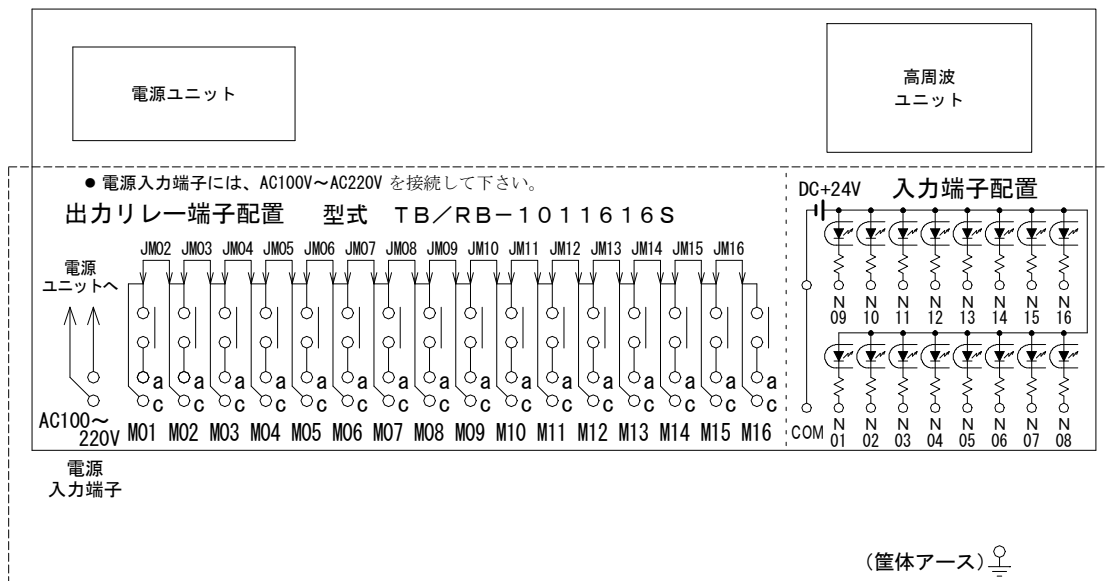 電源ユニット
高周波
ユニット
● 電源入力端子には、AC100V～AC220V を接続して下さい。
出力リレー端子配置 型式 TB／RB－1011616S
JM02 JM03 JM04 JM05 JM06 JM07 JM08 JM09 JM10 JM11 JM12 JM13 JM14 JM15 JM16
電源
ユニットへ
a a a a a a a a a a a a a a a a
c c c c c c c c c c c c c c c c
AC100～
220V
M01 M02 M03 M04 M05 M06 M07 M08 M09 M10 M11 M12 M13 M14 M15 M16
電源
入力端子
DC+24V 入力端子配置
N N N N N N N N
09 10 11 12 13 14 15 16
COM
N N N N N N N N
01 02 03 04 05 06 07 08
(筐体アース)